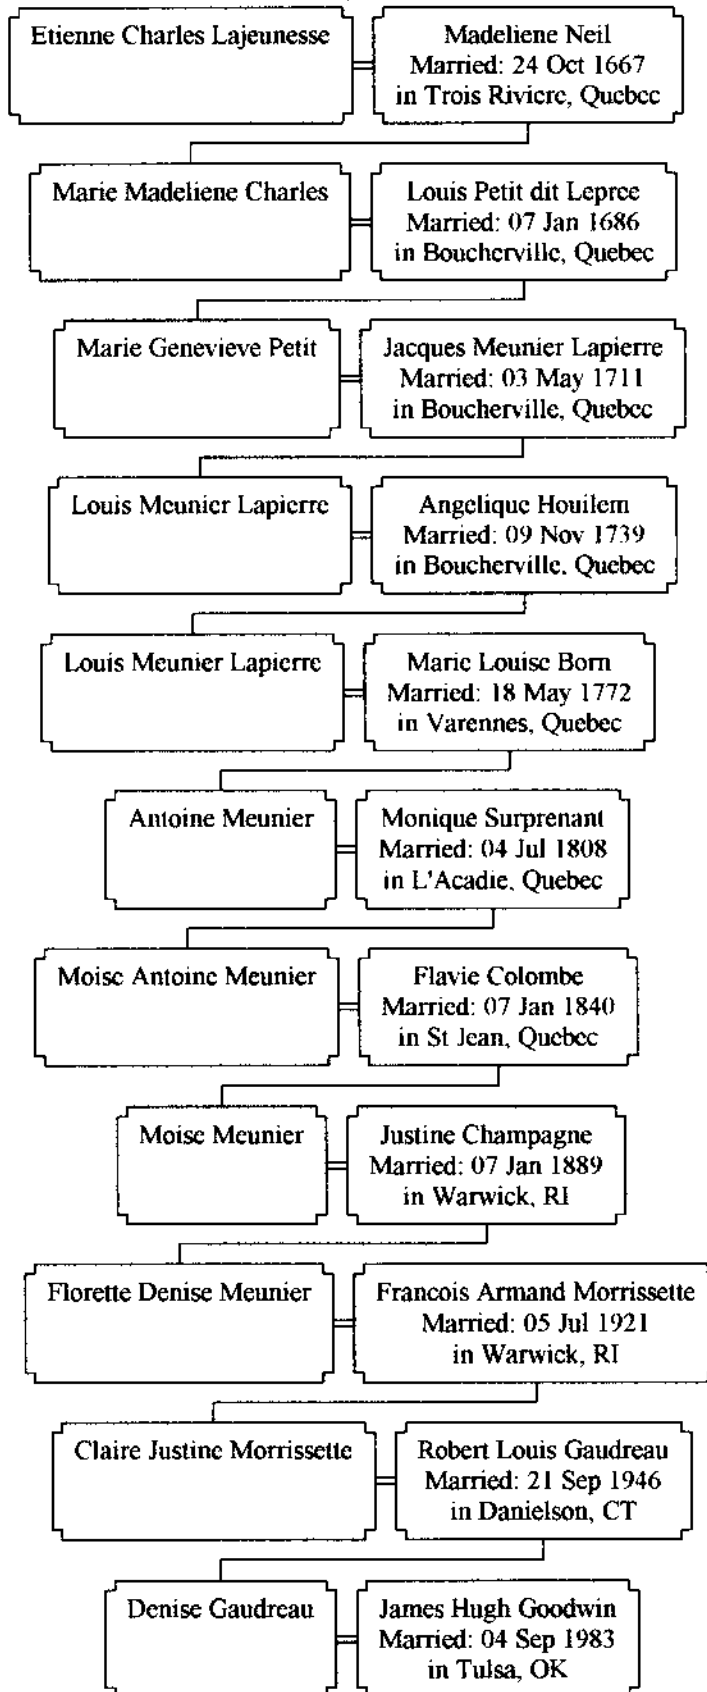 Etienne Charles Lajeunesse
Madeliene Neil
Married: 24 Oct 1667
in Trois Riviere, Quebec
Marie Madeliene Charles
Louis Petit dit Lepree
Married: 07 Jan 1686
in Boucherville, Quebec
Marie Genevieve Petit
Jacques Meunier Lapierre
Married: 03 May 1711
in Boucherville, Quebec
Louis Meunier Lapierre
Angelique Houilem
Married: 09 Nov 1739
in Boucherville, Quebec
Louis Meunier Lapierre
Marie Louise Born
Married: 18 May 1772
in Varennes, Quebec
Antoine Meunier
Monique Surprenant
Married: 04 Jul 1808
in L'Acadie, Quebec
Moise Antoine Meunier
Flavie Colombe
Married: 07 Jan 1840
in St Jean, Quebec
Moise Meunier
Justine Champagne
Married: 07 Jan 1889
in Warwick, RI
Florette Denise Meunier
Francois Armand Morrissette
Married: 05 Jul 1921
in Warwick, RI
Claire Justine Morrissette
Robert Louis Gaudreau
Married: 21 Sep 1946
in Danielson, CT
Denise Gaudreau
James Hugh Goodwin
Married: 04 Sep 1983
in Tulsa, OK